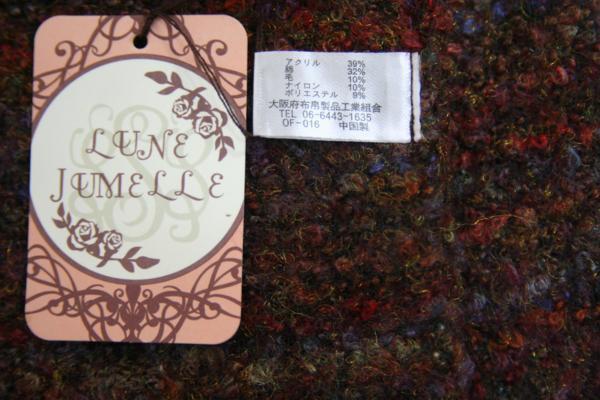 LUNE
JUMELLE
アクリル 39%
綿 32%
毛 10%
ナイロン 10%
ポリエステル 9%
大阪府布帛製品工業組合
TEL 06-6443-1635
OF-016 中国製